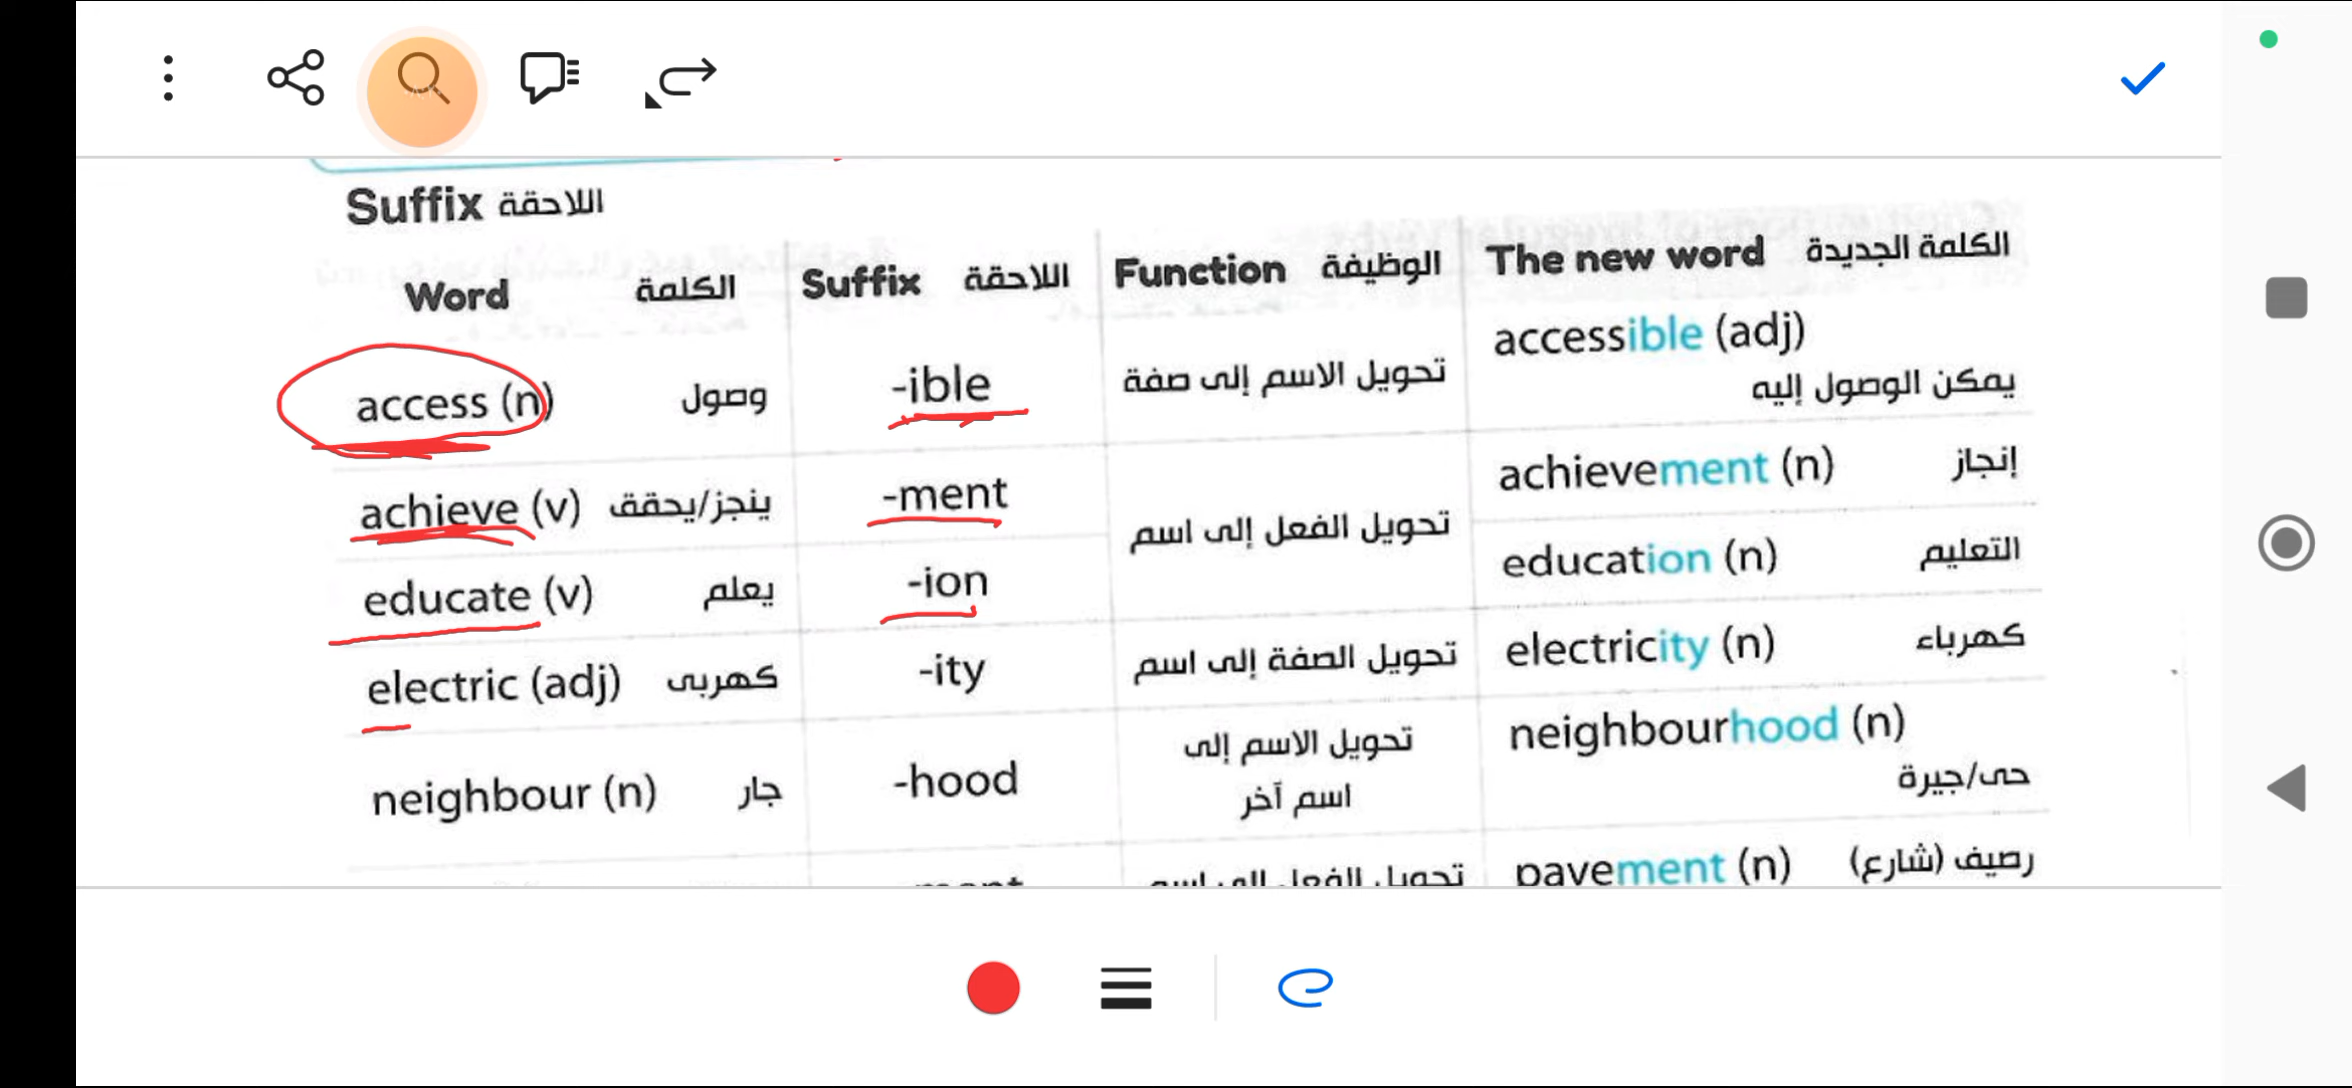 Suffix اللاحقة
Word الكلمة Suffix اللاحقة Function الوظيفة The new word الكلمة الجديدة
access (n) وصول -ible تحويل الاسم إلى صفة accessible (adj)
يمكن الوصول إليه
achieve (v) ينجز/يحقق -ment تحويل الفعل إلى اسم achievement (n) إنجاز
educate (v) يعلم -ion education (n) التعليم
electric (adj) كهربى -ity تحويل الصفة إلى اسم electricity (n) كهرباء
neighbour (n) جار -hood تحويل الاسم إلى
اسم آخر neighbourhood (n)
حى/جيرة
pavement (n) رصيف (شارع)